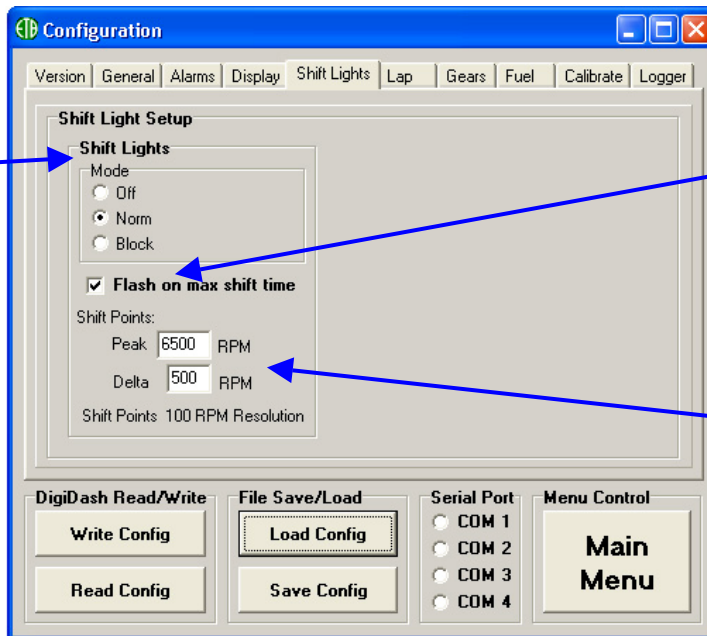 ETB Configuration
Version General Alarms Display Shift Lights Lap Gears Fuel Calibrate Logger
Shift Light Setup
Shift Lights
Mode
Off
Norm
Block
Flash on max shift time
Shift Points:
Peak 6500 RPM
Delta 500 RPM
Shift Points 100 RPM Resolution
DigiDash Read/Write
Write Config
Read Config
File Save/Load
Load Config
Save Config
Serial Port
COM 1
COM 2
COM 3
COM 4
Menu Control
Main
Menu